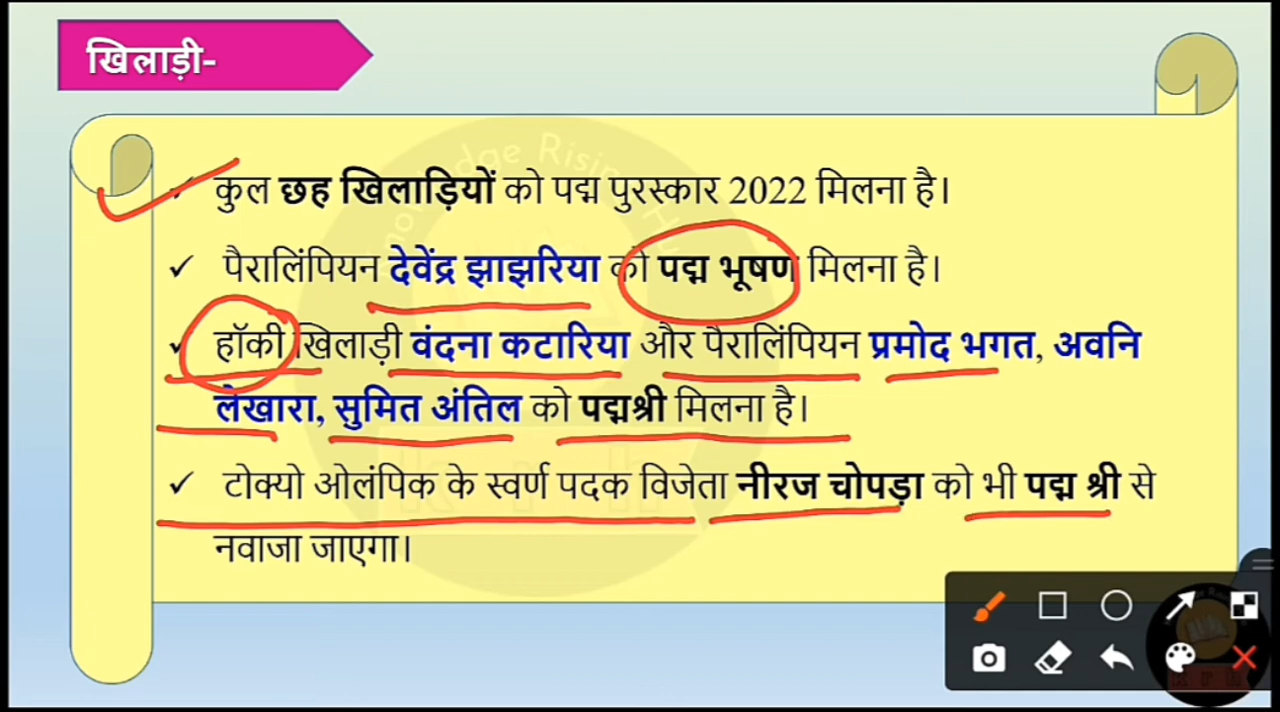 खिलाड़ी-
कुल छह खिलाड़ियों को पद्म पुरस्कार 2022 मिलना है।
पैरालिंपियन देवेंद्र झाझरिया को पद्म भूषण मिलना है।
हॉकी खिलाड़ी वंदना कटारिया और पैरालिंपियन प्रमोद भगत, अवनि
लेखारा, सुमित अंतिल को पद्मश्री मिलना है।
टोक्यो ओलंपिक के स्वर्ण पदक विजेता नीरज चोपड़ा को भी पद्म श्री से
नवाजा जाएगा।